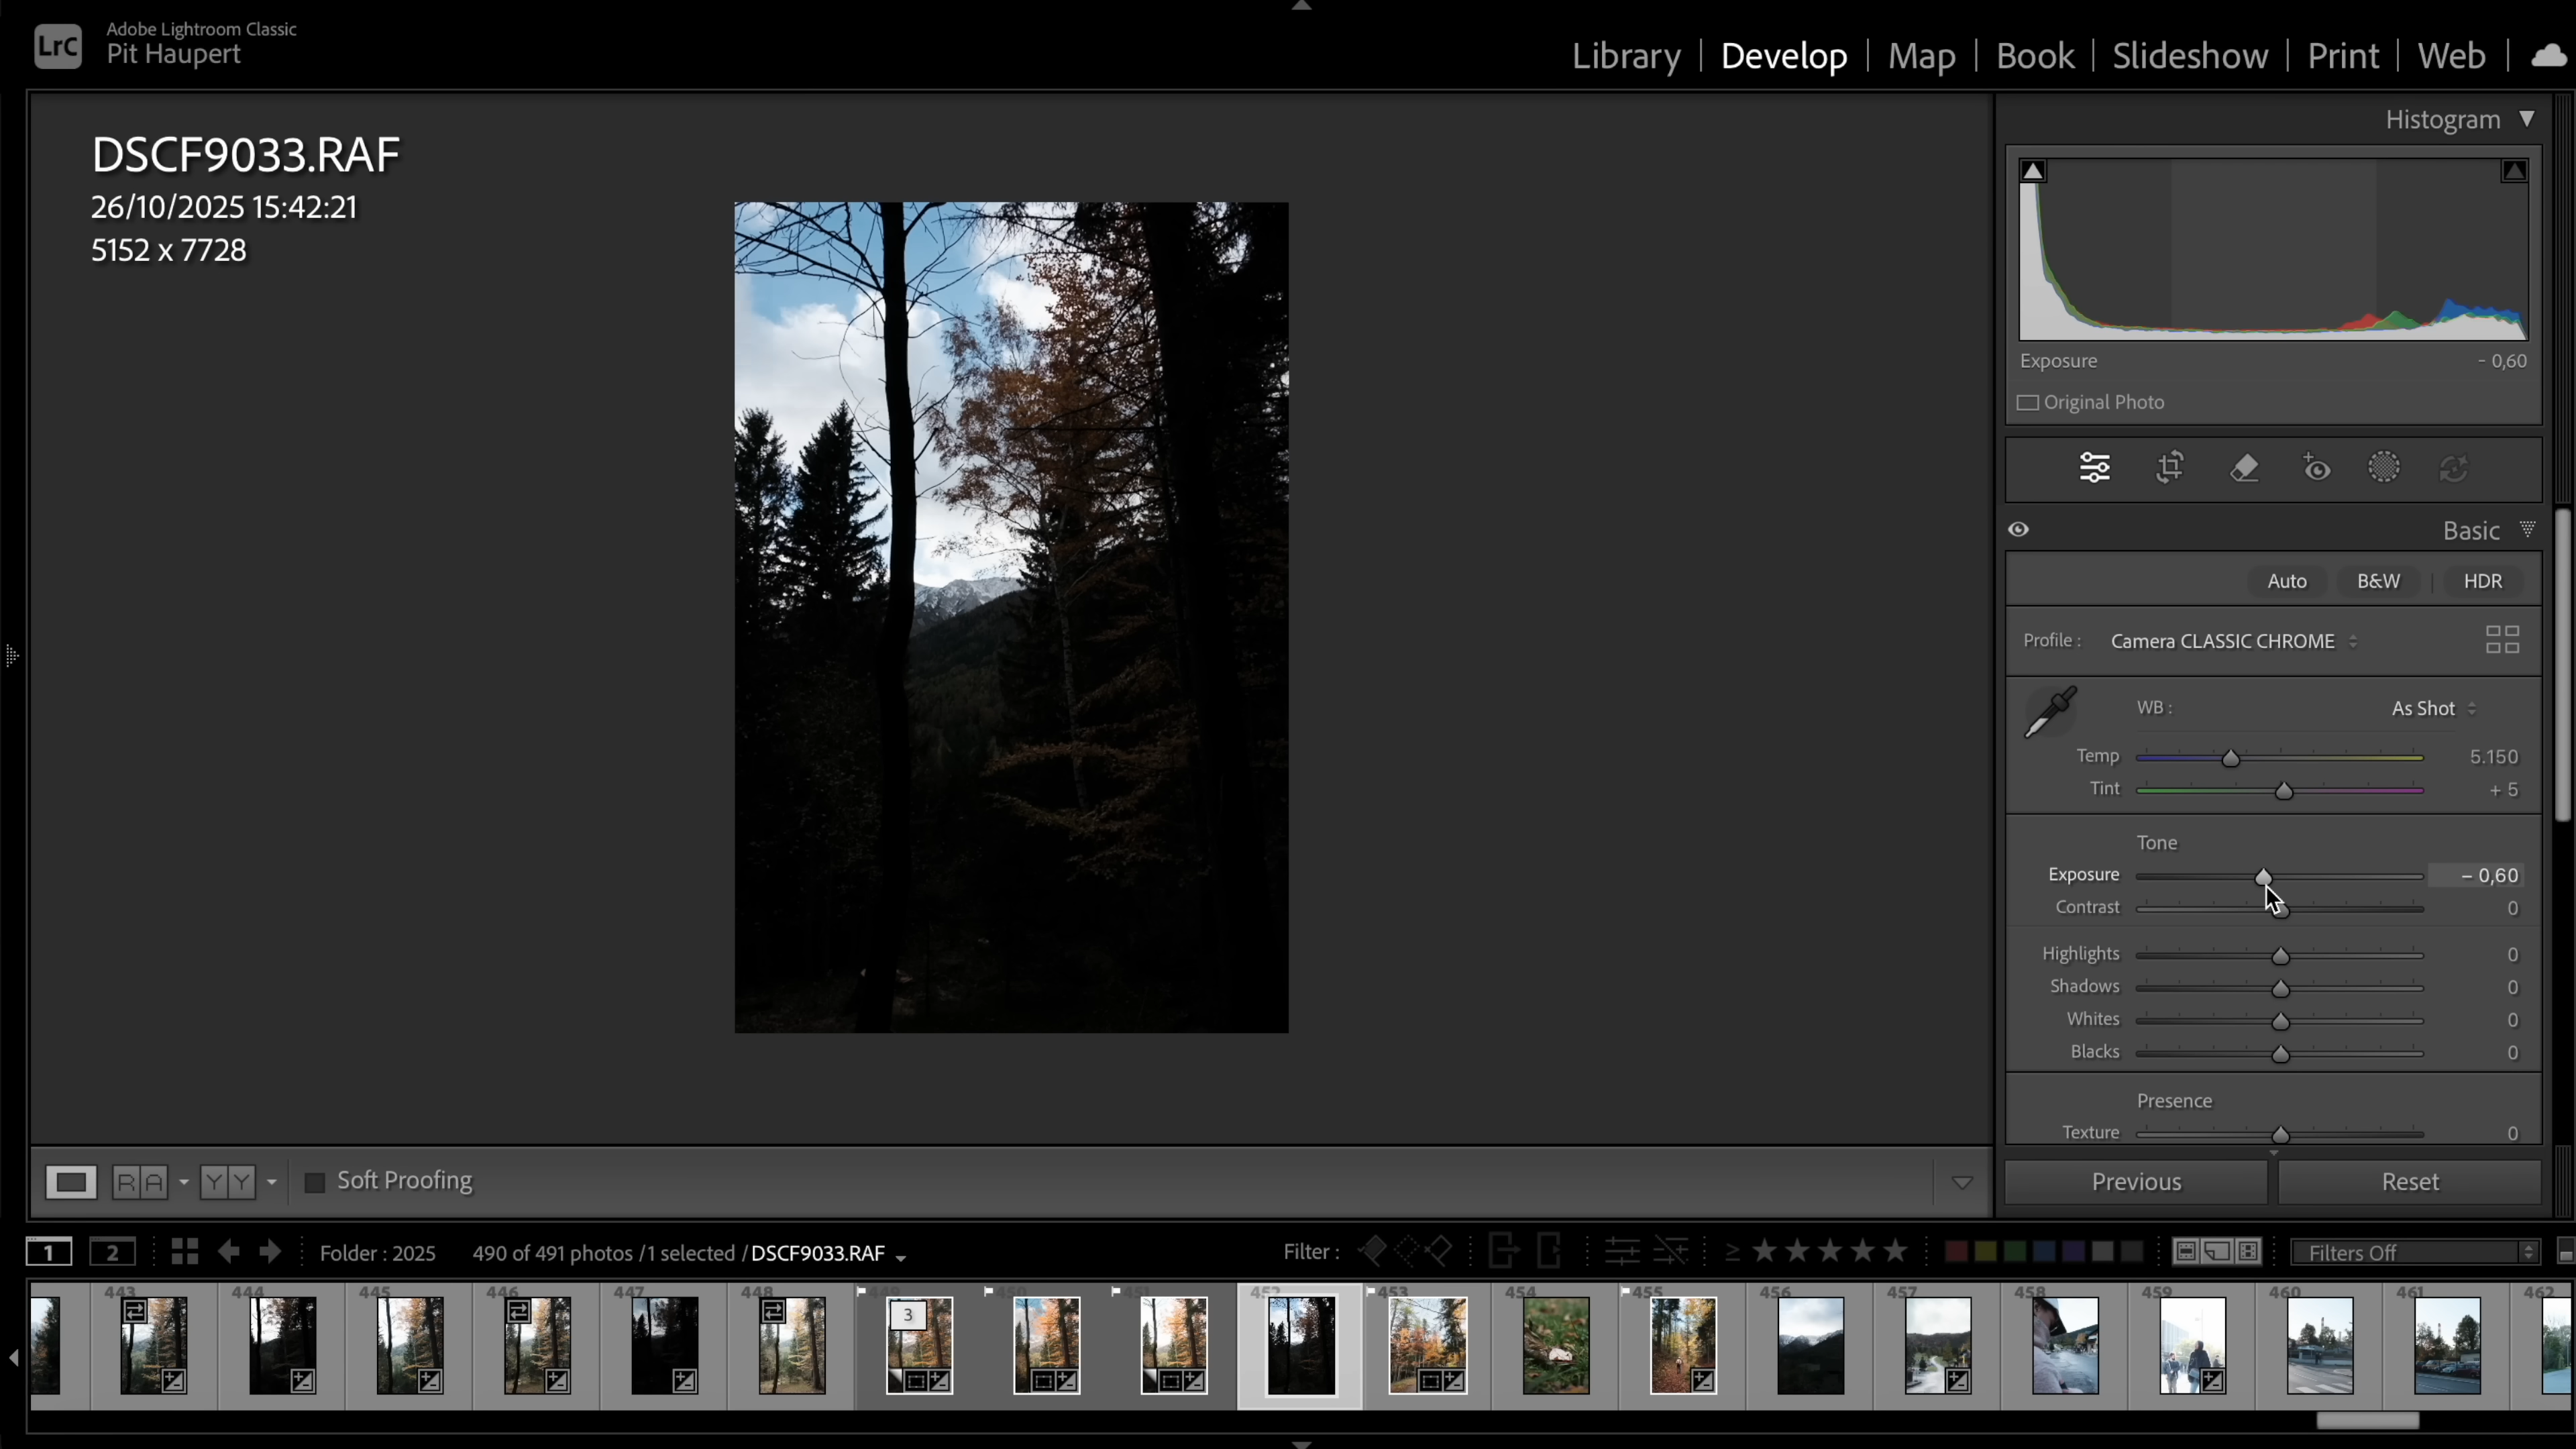 LrC
Adobe Lightroom Classic
Pit Haupert
Library | Develop | Map | Book | Slideshow | Print | Web |
DSCF9033.RAF
26/10/2025 15:42:21
5152 x 7728
Histogram
Exposure - 0,60
Original Photo
Basic
Auto B&W HDR
Profile : Camera CLASSIC CHROME
WB : As Shot
Temp 5.150
Tint + 5
Tone
Exposure – 0,60
Contrast 0
Highlights 0
Shadows 0
Whites 0
Blacks 0
Presence
Texture 0
R A Y Y Soft Proofing
Previous Reset
1 2 Folder : 2025 490 of 491 photos /1 selected /DSCF9033.RAF Filter : ≥ ★★★★★ Filters Off
443 444 445 446 447 448 449 450 451 452 453 454 455 456 457 458 459 460 461 462
3